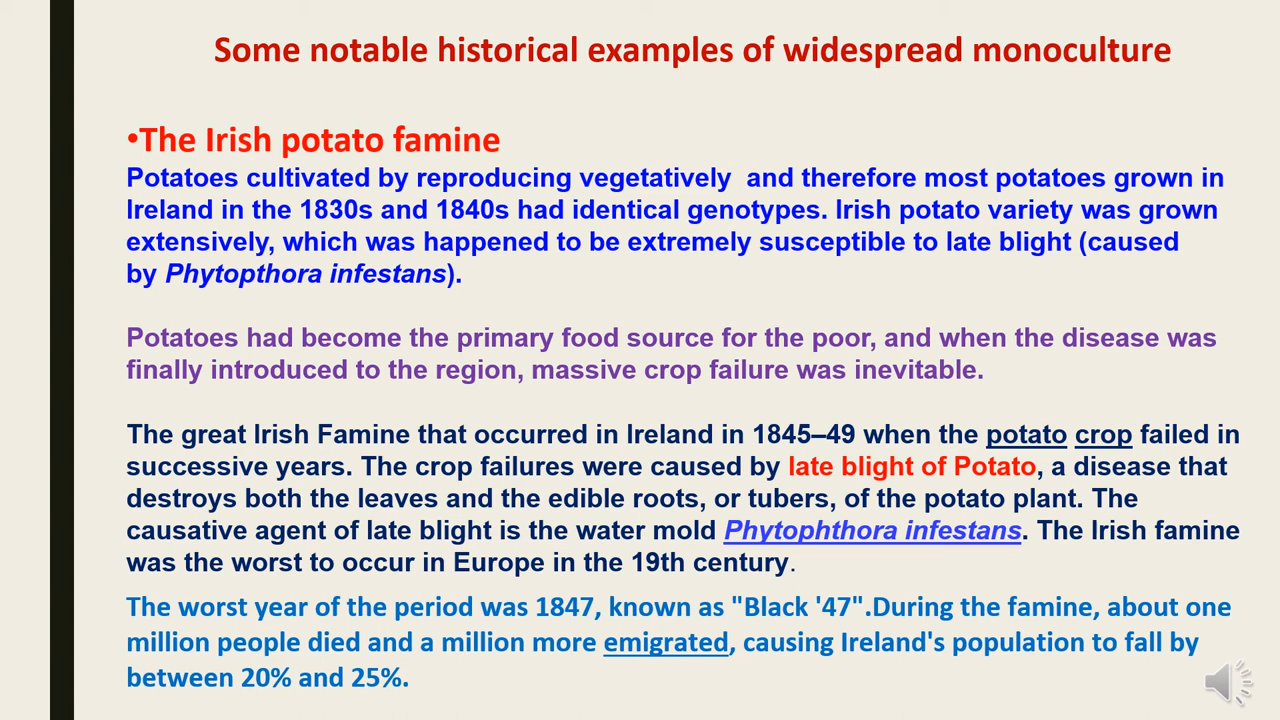 Some notable historical examples of widespread monoculture
•The Irish potato famine
Potatoes cultivated by reproducing vegetatively  and therefore most potatoes grown in
Ireland in the 1830s and 1840s had identical genotypes. Irish potato variety was grown
extensively, which was happened to be extremely susceptible to late blight (caused
by Phytopthora infestans).
Potatoes had become the primary food source for the poor, and when the disease was
finally introduced to the region, massive crop failure was inevitable.
The great Irish Famine that occurred in Ireland in 1845–49 when the potato crop failed in
successive years. The crop failures were caused by late blight of Potato, a disease that
destroys both the leaves and the edible roots, or tubers, of the potato plant. The
causative agent of late blight is the water mold Phytophthora infestans. The Irish famine
was the worst to occur in Europe in the 19th century.
The worst year of the period was 1847, known as "Black '47".During the famine, about one
million people died and a million more emigrated, causing Ireland's population to fall by
between 20% and 25%.